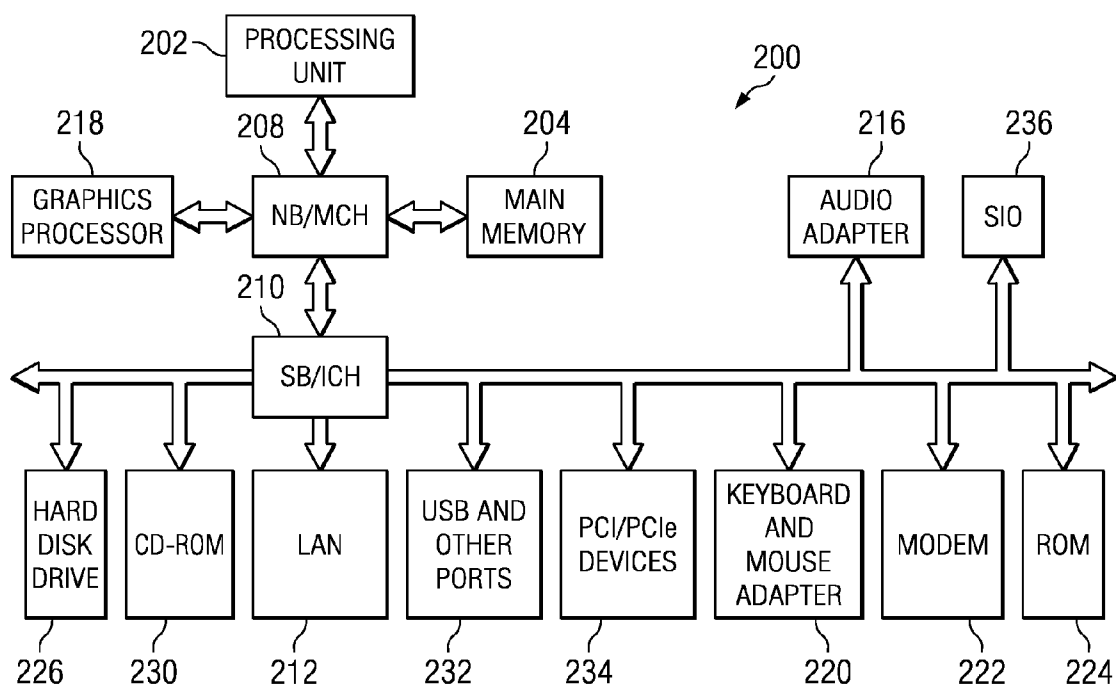 202
PROCESSING
UNIT
200
218
208
204
216
236
GRAPHICS
PROCESSOR
NB/MCH
MAIN
MEMORY
AUDIO
ADAPTER
SIO
210
SB/ICH
HARD
DISK
DRIVE
CD-ROM
LAN
USB AND
OTHER
PORTS
PCI/PCIe
DEVICES
KEYBOARD
AND
MOUSE
ADAPTER
MODEM
ROM
226
230
212
232
234
220
222
224